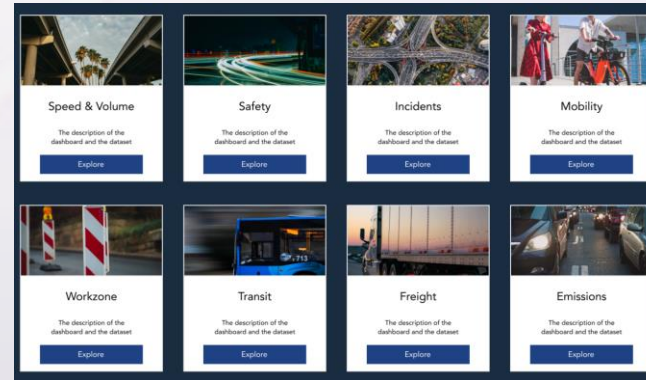 Speed & Volume
The description of the
dashboard and the dataset
Explore
Safety
The description of the
dashboard and the dataset
Explore
Incidents
The description of the
dashboard and the dataset
Explore
Mobility
The description of the
dashboard and the dataset
Explore
713
Workzone
The description of the
dashboard and the dataset
Explore
Transit
The description of the
dashboard and the dataset
Explore
Freight
The description of the
dashboard and the dataset
Explore
Emissions
The description of the
dashboard and the dataset
Explore